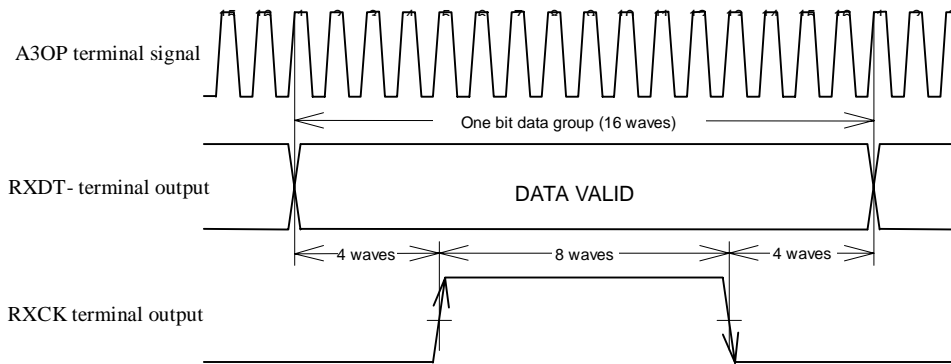 A3OP terminal signal
One bit data group (16 waves)
RXDT- terminal output
DATA VALID
4 waves
8 waves
4 waves
RXCK terminal output